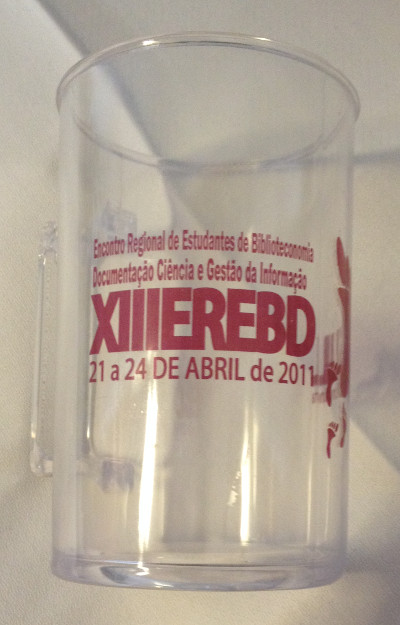 Encontro Regional de Estudantes de Biblioteconomia
Documentação Ciência e Gestão da Informação
XIIIEREBD
21 a 24 DE ABRIL de 2011